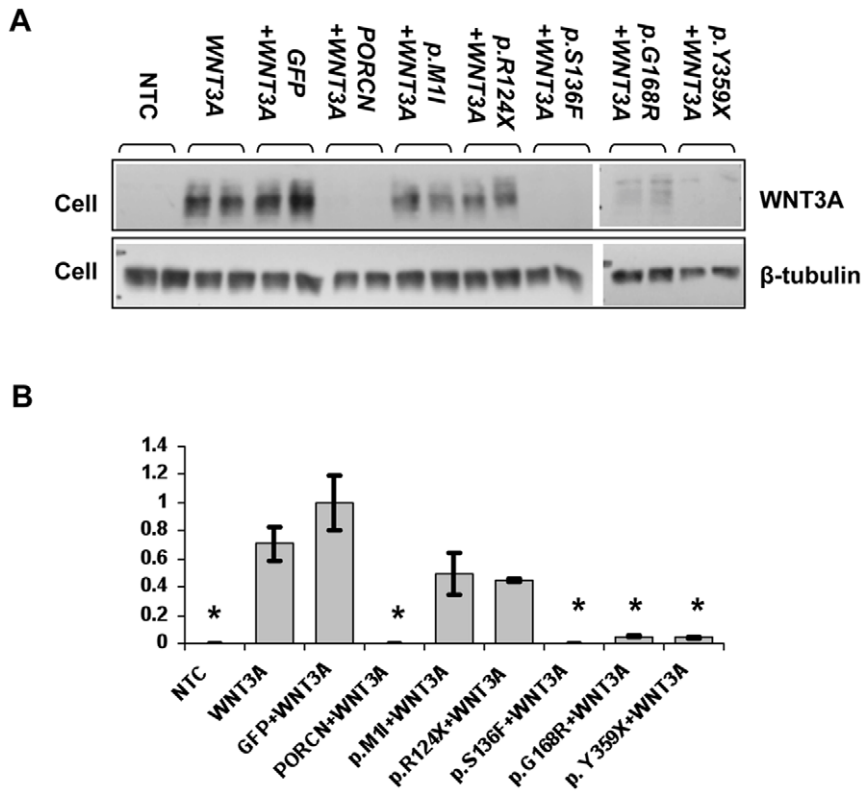 A
NTC
WNT3A
GFP
+WNT3A
PORCN
+WNT3A
p.M1I
+WNT3A
p.R124X
+WNT3A
p.S136F
+WNT3A
p.G168R
+WNT3A
p.Y359X
+WNT3A
Cell
WNT3A
Cell
β-tubulin
B
1.4
1.2
1
0.8
0.6
0.4
0.2
0
*
*
*
*
*
NTC
WNT3A
GFP+WNT3A
PORCN+WNT3A
p.M1I+WNT3A
p.R124X+WNT3A
p.S136F+WNT3A
p.G168R+WNT3A
p. Y359X+WNT3A